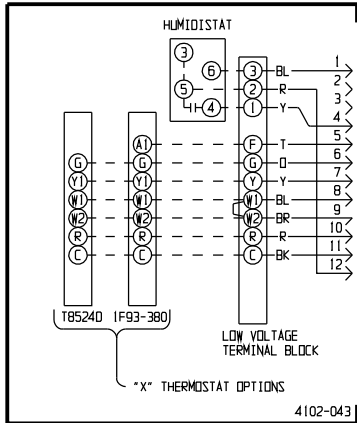 HUMIDISTAT
3
6 3 BL 1
5 2 R 2
4 1 Y 3
4
A1 F T 5
G G G O 6
Y1 Y1 Y Y 7
W1 W1 W1 BL 8
W2 W2 W2 BR 9
R R R R 10
C C C BK 11
12
T8524D 1F93-380
LOW VOLTAGE
TERMINAL BLOCK
"X" THERMOSTAT OPTIONS
4102-043